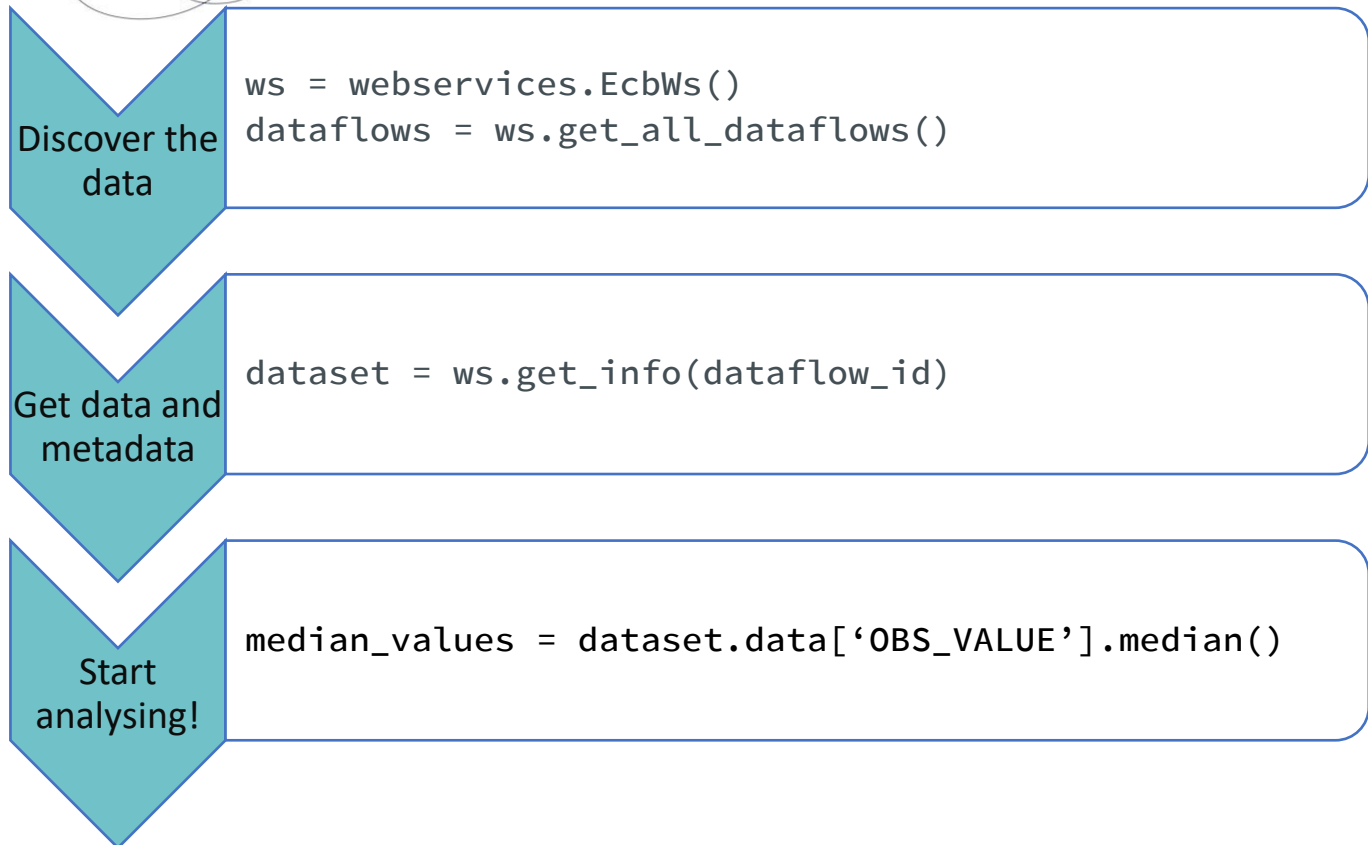 Discover the
data
ws = webservices.EcbWs()
dataflows = ws.get_all_dataflows()
Get data and
metadata
dataset = ws.get_info(dataflow_id)
Start
analysing!
median_values = dataset.data[‘OBS_VALUE’].median()